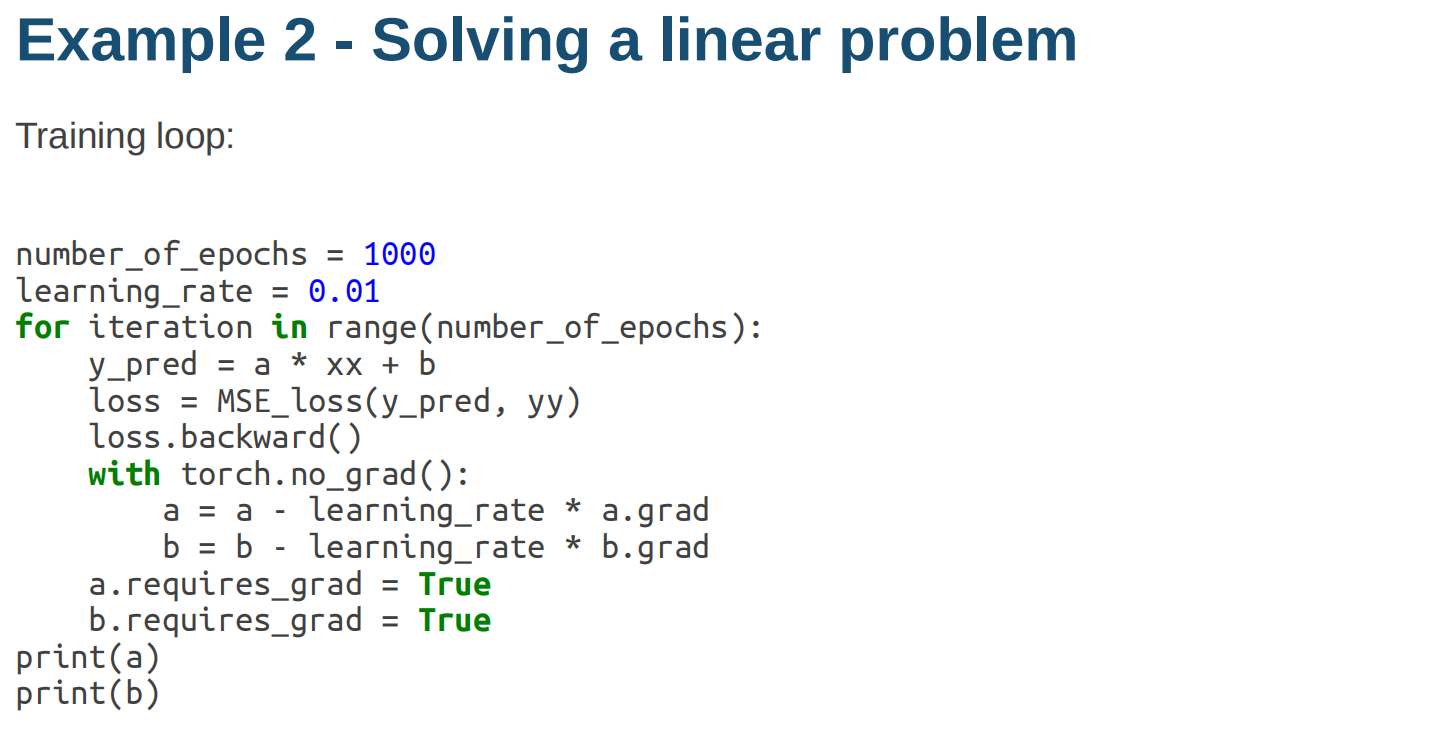 Example 2 - Solving a linear problem
Training loop:
number_of_epochs = 1000
learning_rate = 0.01
for iteration in range(number_of_epochs):
    y_pred = a * xx + b
    loss = MSE_loss(y_pred, yy)
    loss.backward()
    with torch.no_grad():
        a = a - learning_rate * a.grad
        b = b - learning_rate * b.grad
    a.requires_grad = True
    b.requires_grad = True
print(a)
print(b)